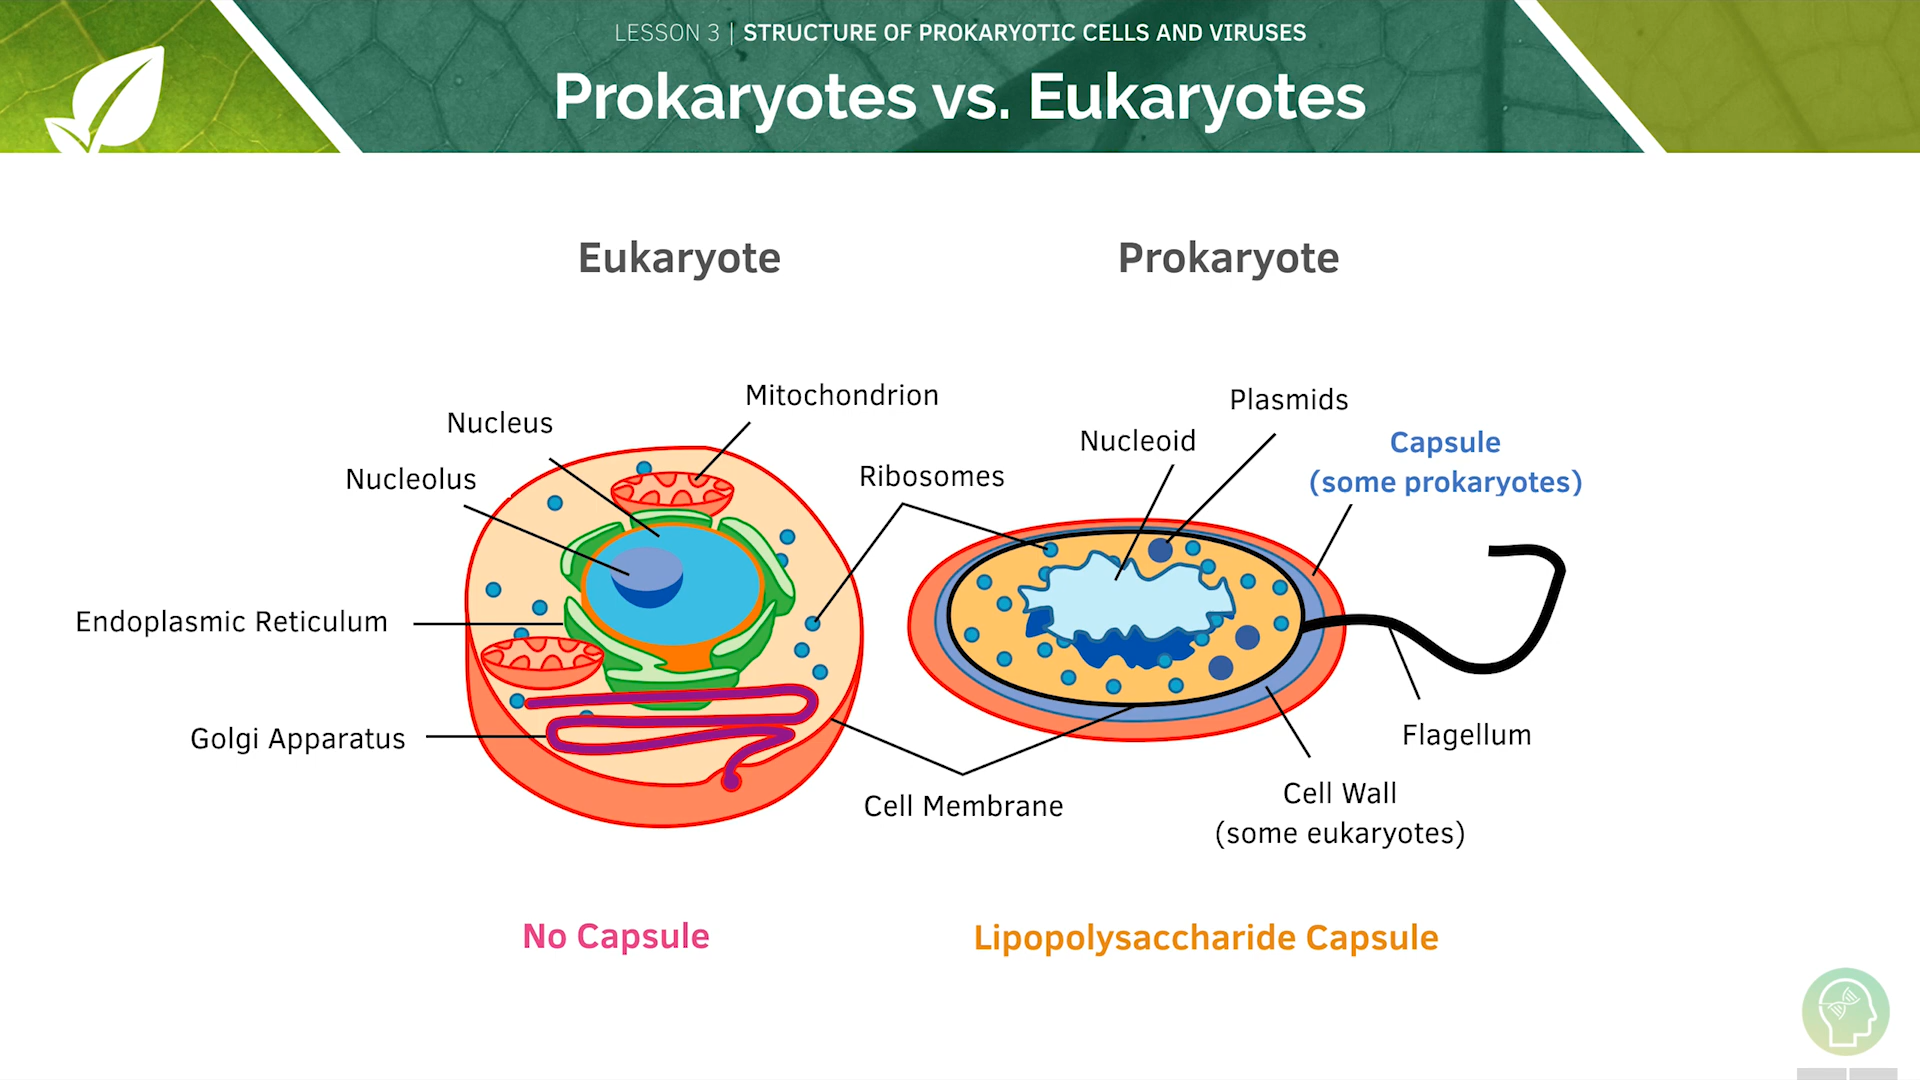 LESSON 3 | STRUCTURE OF PROKARYOTIC CELLS AND VIRUSES
Prokaryotes vs. Eukaryotes
Eukaryote
Prokaryote
Mitochondrion
Nucleus
Nucleolus
Endoplasmic Reticulum
Golgi Apparatus
Ribosomes
Cell Membrane
Plasmids
Nucleoid
Capsule
(some prokaryotes)
Flagellum
Cell Wall
(some eukaryotes)
No Capsule
Lipopolysaccharide Capsule